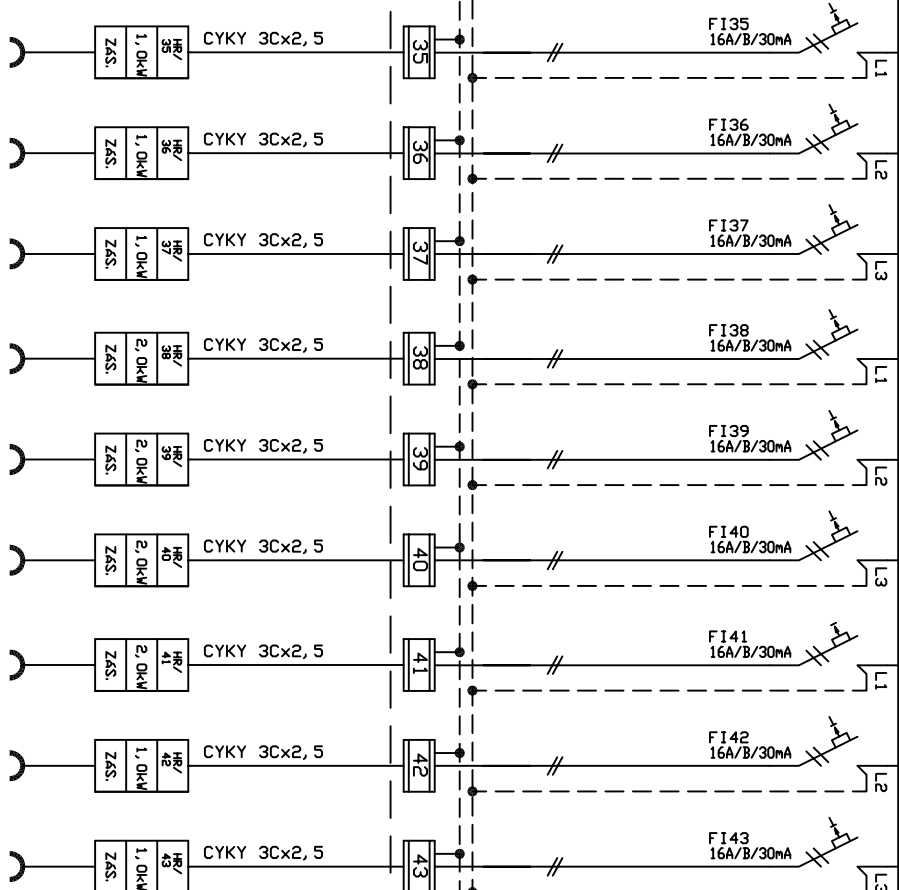 FI35
16A/B/30mA
L1
CYKY 3Cx2,5
35
HR/
35
1,0kW
ZÁS.
FI36
16A/B/30mA
L2
CYKY 3Cx2,5
36
HR/
36
1,0kW
ZÁS.
FI37
16A/B/30mA
L3
CYKY 3Cx2,5
37
HR/
37
1,0kW
ZÁS.
FI38
16A/B/30mA
L1
CYKY 3Cx2,5
38
HR/
38
2,0kW
ZÁS.
FI39
16A/B/30mA
L2
CYKY 3Cx2,5
39
HR/
39
2,0kW
ZÁS.
FI40
16A/B/30mA
L3
CYKY 3Cx2,5
40
HR/
40
2,0kW
ZÁS.
FI41
16A/B/30mA
L1
CYKY 3Cx2,5
41
HR/
41
2,0kW
ZÁS.
FI42
16A/B/30mA
L2
CYKY 3Cx2,5
42
HR/
42
1,0kW
ZÁS.
FI43
16A/B/30mA
L3
CYKY 3Cx2,5
43
HR/
43
1,0kW
ZÁS.